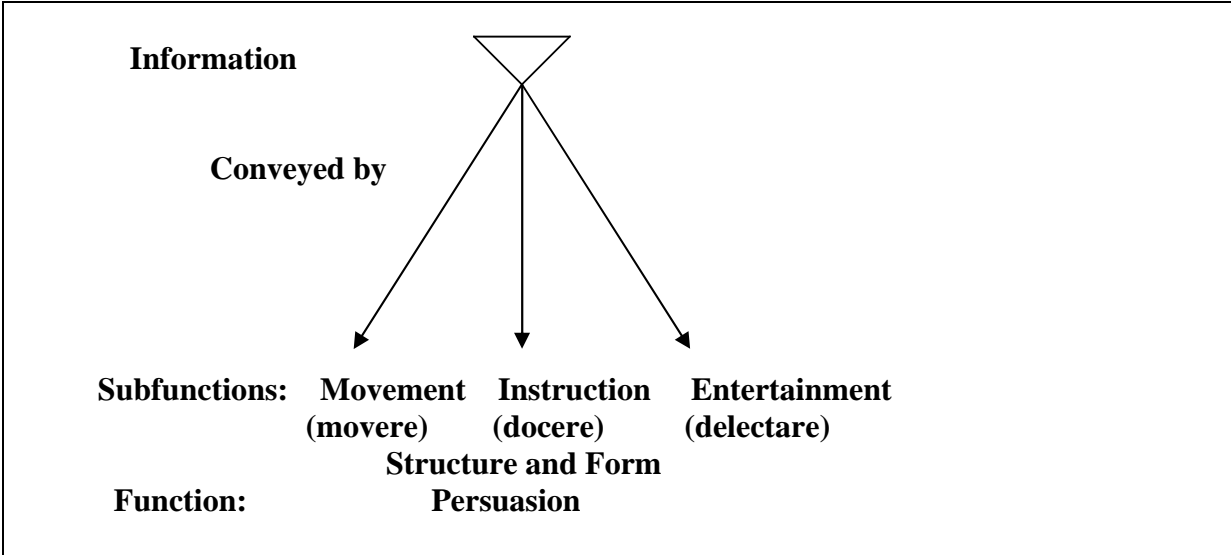 Information
Conveyed by
Subfunctions: Movement Instruction Entertainment
(movere) (docere) (delectare)
Structure and Form
Function: Persuasion